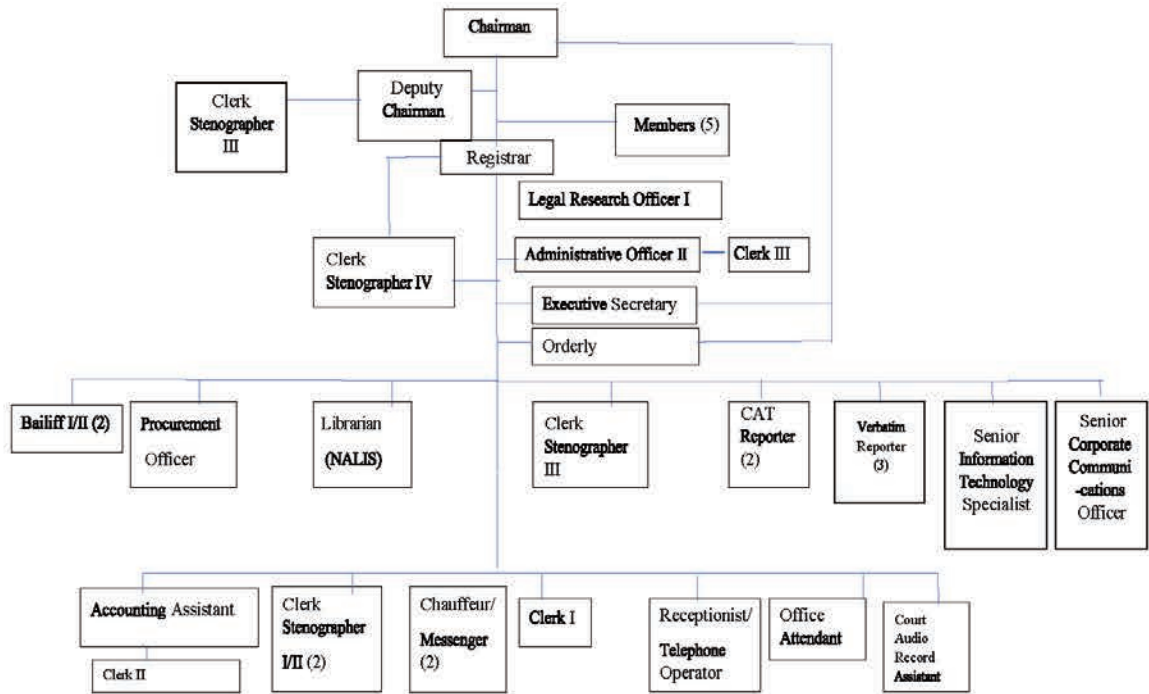 Chairman
Deputy
Chairman
Clerk
Stenographer
III
Members (5)
Registrar
Legal Research Officer I
Administrative Officer II
Clerk III
Clerk
Stenographer IV
Executive Secretary
Orderly
Bailiff I/II (2)
Procurement
Officer
Librarian
(NALIS)
Clerk
Stenographer
III
CAT
Reporter
(2)
Verbatim
Reporter
(3)
Senior
Information
Technology
Specialist
Senior
Corporate
Communi
-cations
Officer
Accounting Assistant
Clerk II
Clerk
Stenographer
I/II (2)
Chauffeur/
Messenger
(2)
Clerk I
Receptionist/
Telephone
Operator
Office
Attendant
Court
Audio
Record
Assistant